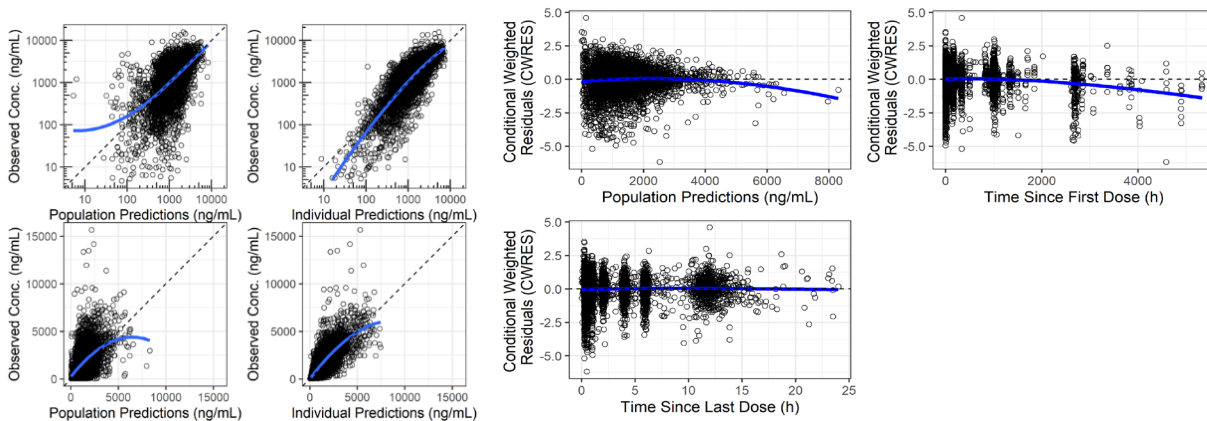 Observed Conc. (ng/mL)
10000
1000
100
10
10 100 1000 10000
Population Predictions (ng/mL)
Observed Conc. (ng/mL)
10000
1000
100
10
10 100 1000 10000
Individual Predictions (ng/mL)
Conditional Weighted
Residuals (CWRES)
5.0
2.5
0.0
-2.5
-5.0
0 2000 4000 6000 8000
Population Predictions (ng/mL)
Conditional Weighted
Residuals (CWRES)
5.0
2.5
0.0
-2.5
-5.0
0 2000 4000
Time Since First Dose (h)
Observed Conc. (ng/mL)
15000
10000
5000
0
0 5000 10000 15000
Population Predictions (ng/mL)
Observed Conc. (ng/mL)
15000
10000
5000
0
0 5000 10000 15000
Individual Predictions (ng/mL)
Conditional Weighted
Residuals (CWRES)
5.0
2.5
0.0
-2.5
-5.0
0 5 10 15 20 25
Time Since Last Dose (h)